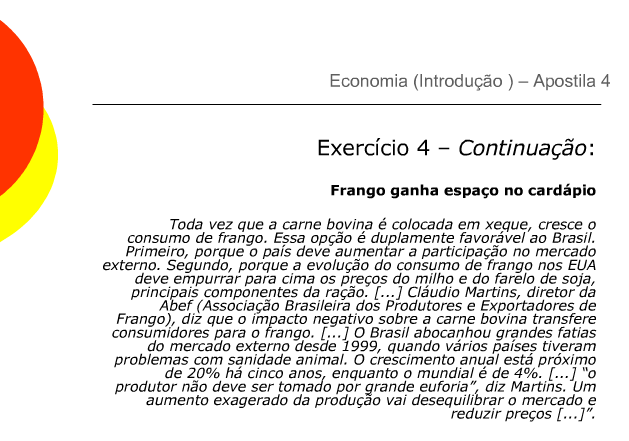 Economia (Introdução ) – Apostila 4
Exercício 4 – Continuação:
Frango ganha espaço no cardápio
Toda vez que a carne bovina é colocada em xeque, cresce o
consumo de frango. Essa opção é duplamente favorável ao Brasil.
Primeiro, porque o país deve aumentar a participação no mercado
externo. Segundo, porque a evolução do consumo de frango nos EUA
deve empurrar para cima os preços do milho e do farelo de soja,
principais componentes da ração. [...] Cláudio Martins, diretor da
Abef (Associação Brasileira dos Produtores e Exportadores de
Frango), diz que o impacto negativo sobre a carne bovina transfere
consumidores para o frango. [...] O Brasil abocanhou grandes fatias
do mercado externo desde 1999, quando vários países tiveram
problemas com sanidade animal. O crescimento anual está próximo
de 20% há cinco anos, enquanto o mundial é de 4%. [...] “o
produtor não deve ser tomado por grande euforia”, diz Martins. Um
aumento exagerado da produção vai desequilibrar o mercado e
reduzir preços [...]”.